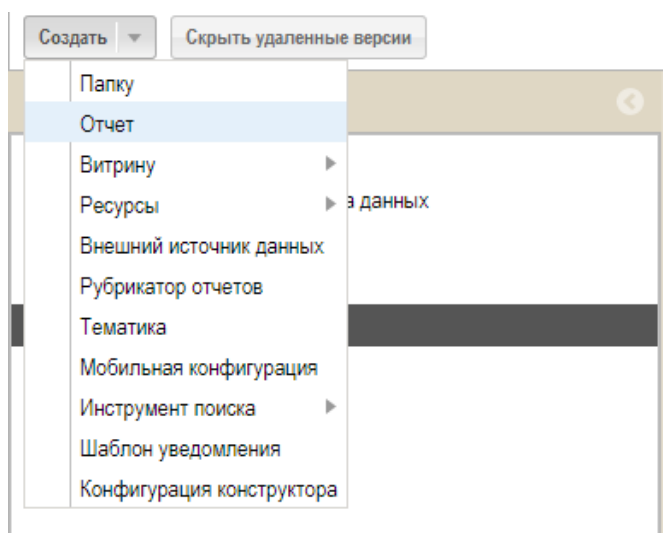 Создать Скрыть удаленные версии
Папку
Отчет
Витрину
Ресурсы
данных
Внешний источник данных
Рубрикатор отчетов
Тематика
Мобильная конфигурация
Инструмент поиска
Шаблон уведомления
Конфигурация конструктора